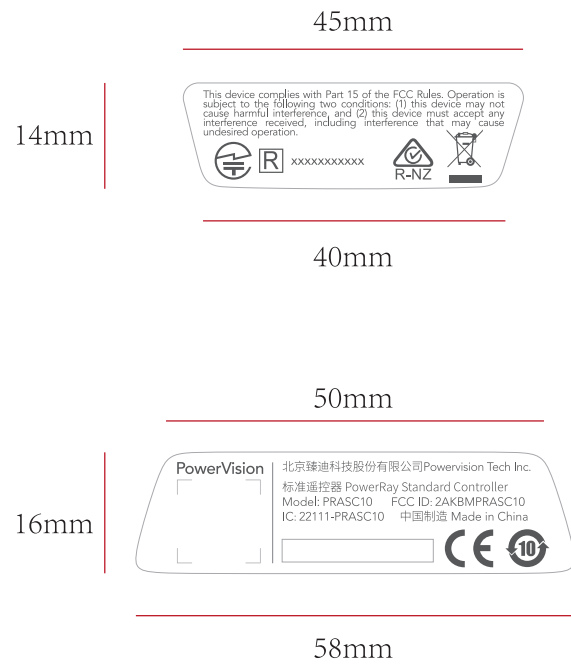 45mm
14mm
This device complies with Part 15 of the FCC Rules. Operation is
subject to the following two conditions: (1) this device may not
cause harmful interference, and (2) this device must accept any
interference received, including interference that may cause
undesired operation.
R xxxxxxxxxxx
R-NZ
40mm
50mm
16mm
PowerVision
北京臻迪科技股份有限公司Powervision Tech Inc.
标准遥控器 PowerRay Standard Controller
Model: PRASC10 FCC ID: 2AKBMPRASC10
IC: 22111-PRASC10 中国制造 Made in China
CE 10
58mm